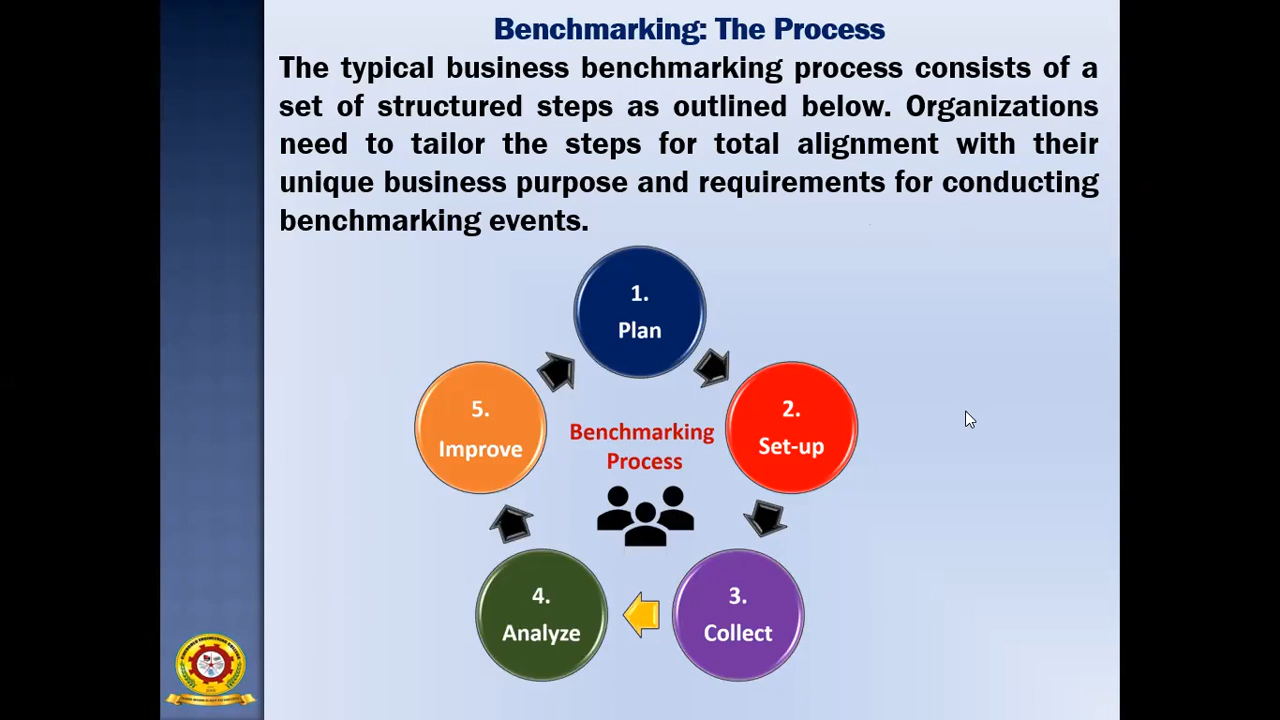 Benchmarking: The Process
The typical business benchmarking process consists of a
set of structured steps as outlined below. Organizations
need to tailor the steps for total alignment with their
unique business purpose and requirements for conducting
benchmarking events.
1.
Plan
2.
Set-up
3.
Collect
4.
Analyze
5.
Improve
Benchmarking
Process